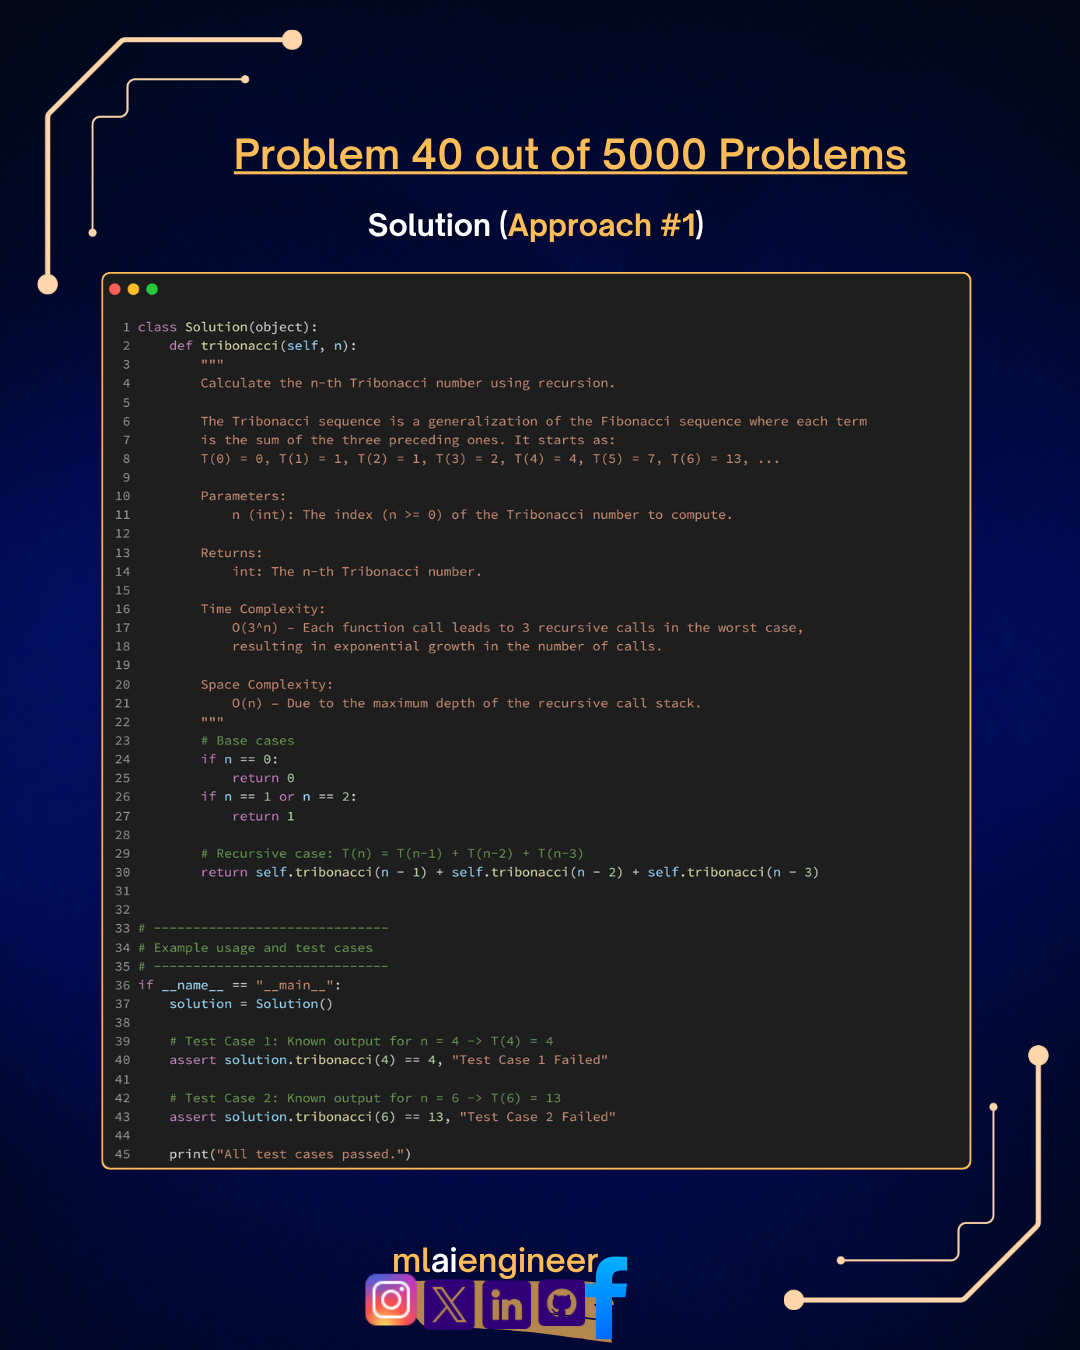 Problem 40 out of 5000 Problems
Solution (Approach #1)
1 class Solution(object):
2     def tribonacci(self, n):
3         """
4         Calculate the n-th Tribonacci number using recursion.
5
6         The Tribonacci sequence is a generalization of the Fibonacci sequence where each term
7         is the sum of the three preceding ones. It starts as:
8         T(0) = 0, T(1) = 1, T(2) = 1, T(3) = 2, T(4) = 4, T(5) = 7, T(6) = 13, ...
9
10         Parameters:
11             n (int): The index (n >= 0) of the Tribonacci number to compute.
12
13         Returns:
14             int: The n-th Tribonacci number.
15
16         Time Complexity:
17             O(3^n) – Each function call leads to 3 recursive calls in the worst case,
18             resulting in exponential growth in the number of calls.
19
20         Space Complexity:
21             O(n) – Due to the maximum depth of the recursive call stack.
22         """
23         # Base cases
24         if n == 0:
25             return 0
26         if n == 1 or n == 2:
27             return 1
28
29         # Recursive case: T(n) = T(n-1) + T(n-2) + T(n-3)
30         return self.tribonacci(n - 1) + self.tribonacci(n - 2) + self.tribonacci(n - 3)
31
32
33 # ------------------------------
34 # Example usage and test cases
35 # ------------------------------
36 if __name__ == "__main__":
37     solution = Solution()
38
39     # Test Case 1: Known output for n = 4 -> T(4) = 4
40     assert solution.tribonacci(4) == 4, "Test Case 1 Failed"
41
42     # Test Case 2: Known output for n = 6 -> T(6) = 13
43     assert solution.tribonacci(6) == 13, "Test Case 2 Failed"
44
45     print("All test cases passed.")
mlaiengineer